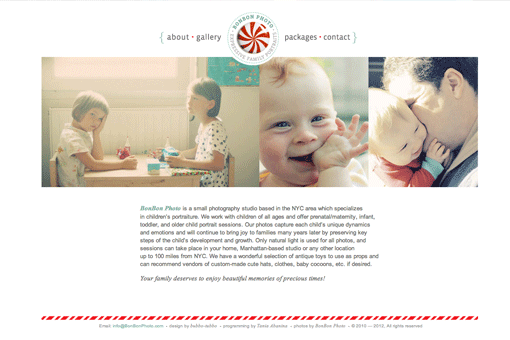 { about • gallery
BONBON PHOTO
EXPRESSIVE FAMILY PORTRAITS
packages • contact }
BonBon Photo is a small photography studio based in the NYC area which specializes
in children's portraiture. We work with children of all ages and offer prenatal/maternity, infant,
toddler, and older child portrait sessions. Our photos capture each child's unique dynamics
and emotions and will continue to bring joy to families many years later by preserving key
steps of the child's development and growth. Only natural light is used for all photos, and
sessions can take place in your home, Manhattan-based studio or any other location
up to 100 miles from NYC. We have a wonderful selection of antique toys to use as props and
can recommend vendors of custom-made cute hats, clothes, baby cocoons, etc. if desired.
Your family deserves to enjoy beautiful memories of precious times!
Email: info@BonBonPhoto.com - design by - programming by - photos by BonBon Photo - © 2010 — 2012, All rights reserved